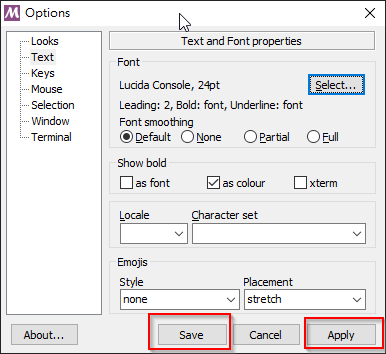 Options
Looks
Text
Keys
Mouse
Selection
Window
Terminal
Text and Font properties
Font
Lucida Console, 24pt
Select...
Leading: 2, Bold: font, Underline: font
Font smoothing
Default None Partial Full
Show bold
as font as colour xterm
Locale Character set
Emojis
Style Placement
none stretch
About... Save Cancel Apply